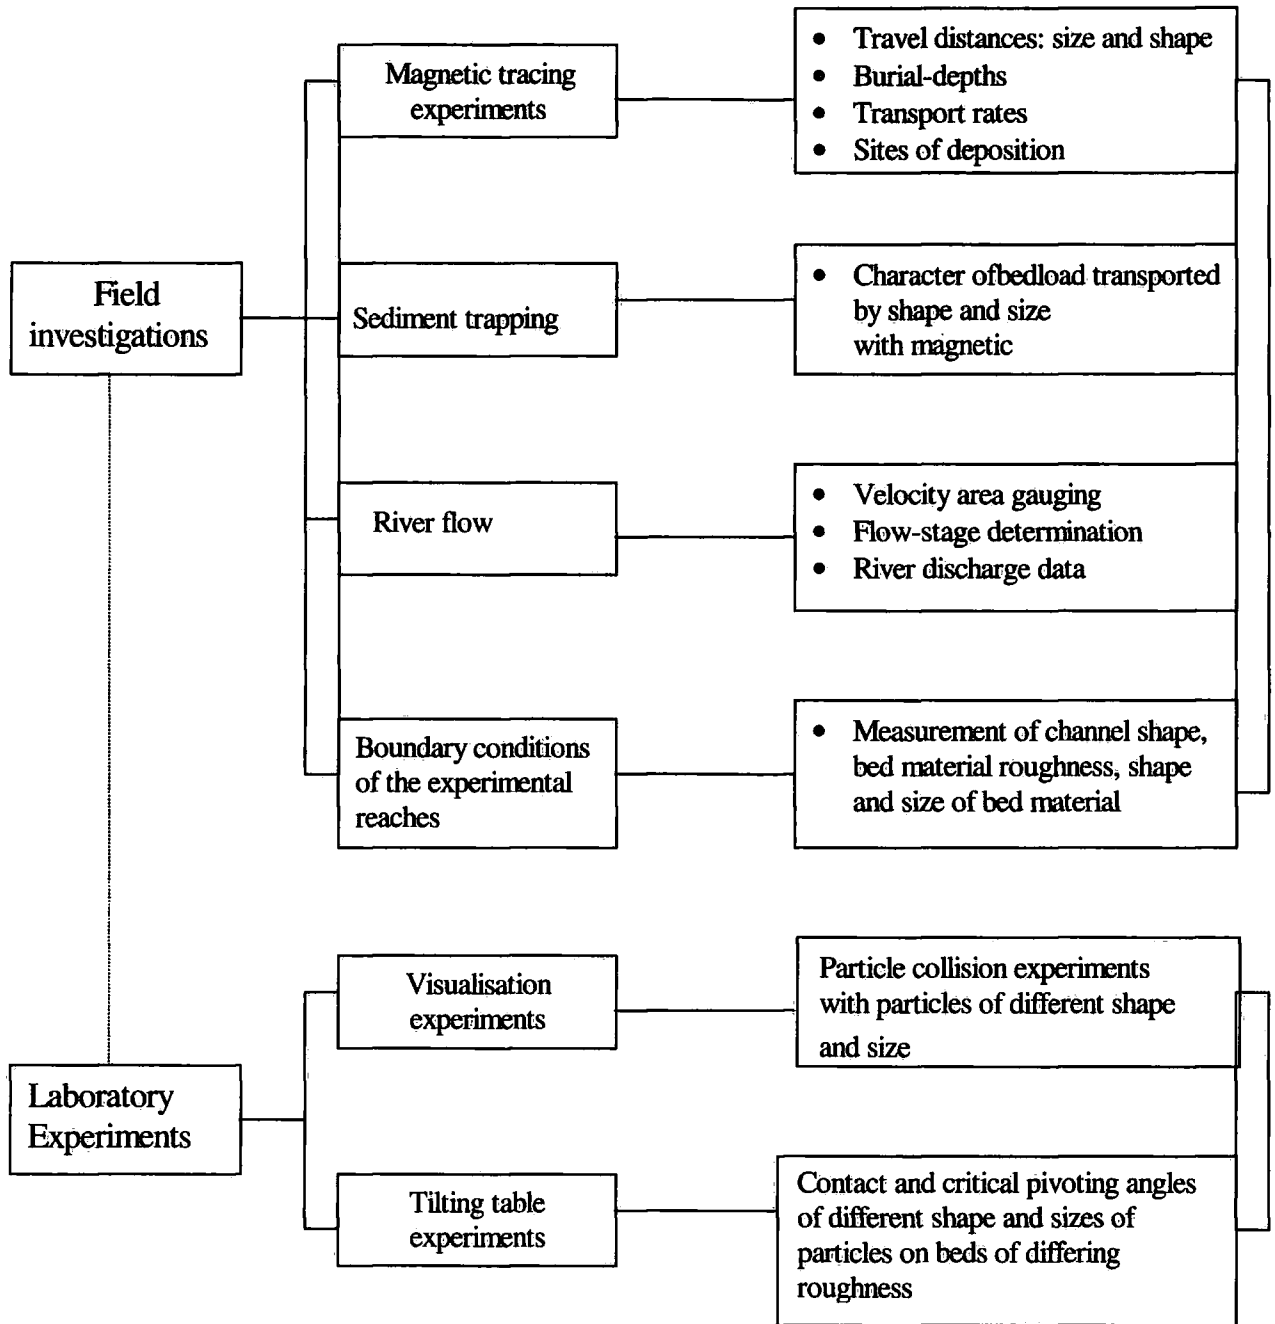 Field
investigations
Magnetic tracing
experiments
• Travel distances: size and shape
• Burial-depths
• Transport rates
• Sites of deposition
Sediment trapping
• Character ofbedload transported
by shape and size
with magnetic
River flow
• Velocity area gauging
• Flow-stage determination
• River discharge data
Boundary conditions
of the experimental
reaches
• Measurement of channel shape,
bed material roughness, shape
and size of bed material
Laboratory
Experiments
Visualisation
experiments
Particle collision experiments
with particles of different shape
and size
Tilting table
experiments
Contact and critical pivoting angles
of different shape and sizes of
particles on beds of differing
roughness